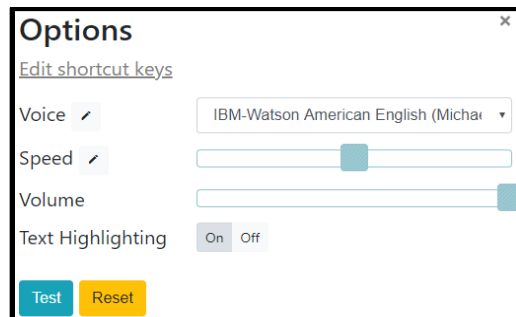 Options
×
Edit shortcut keys
Voice
IBM-Watson American English (Michae
Speed
Volume
Text Highlighting On Off
Test Reset